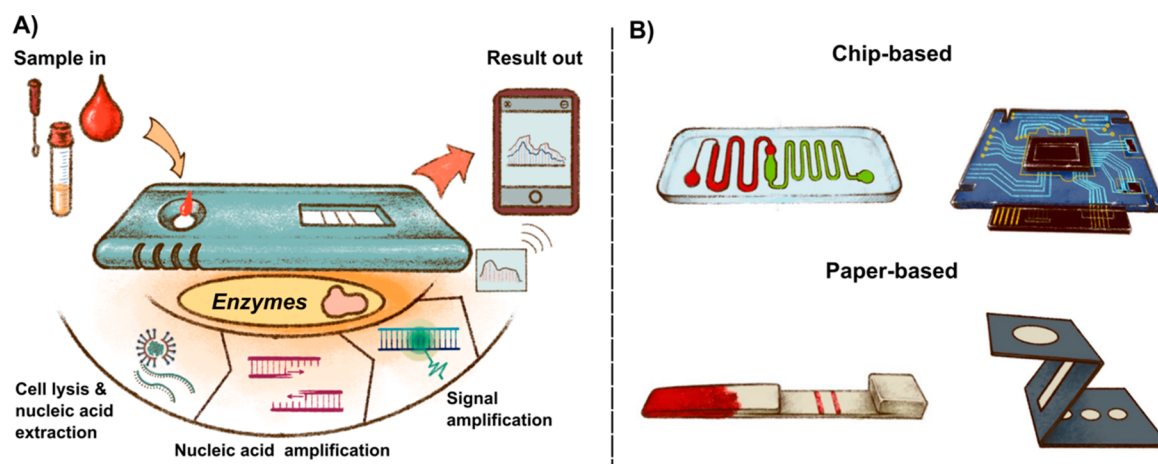 A)
Sample in
Result out
Enzymes
Cell lysis &
nucleic acid
extraction
Nucleic acid amplification
Signal
amplification
B)
Chip-based
Paper-based